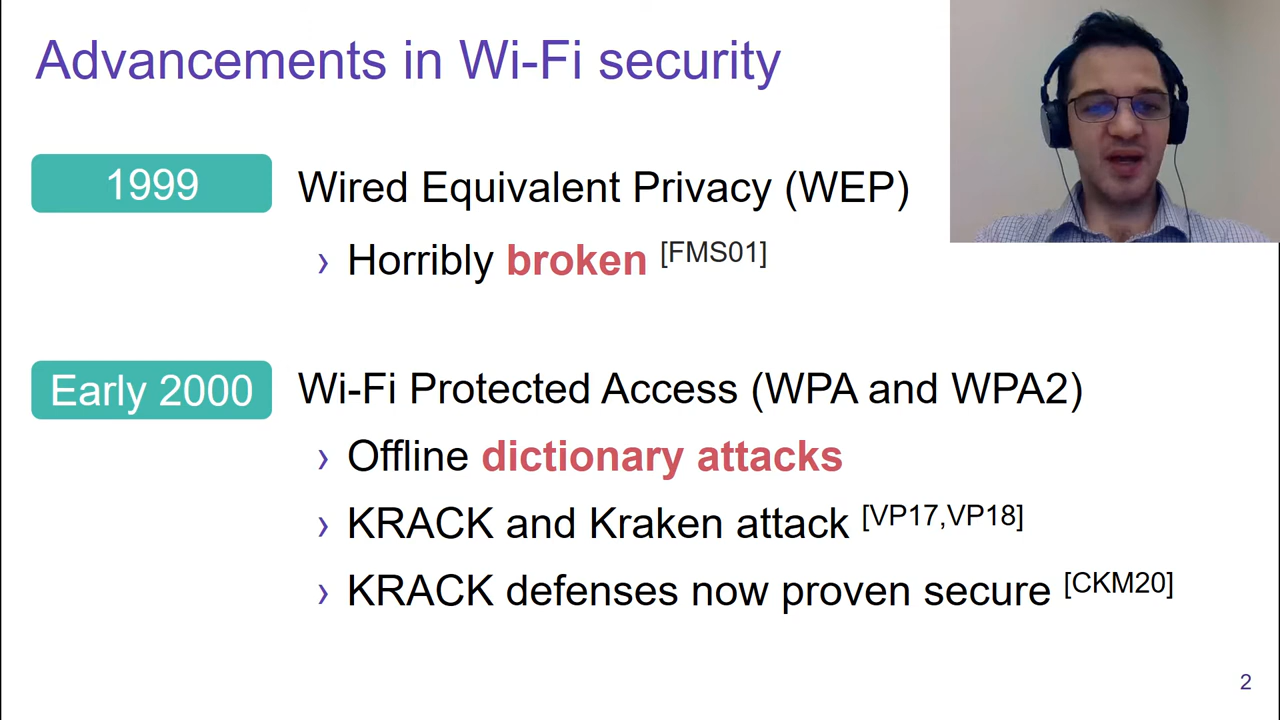 Advancements in Wi-Fi security
1999
Wired Equivalent Privacy (WEP)
› Horribly broken [FMS01]
Early 2000
Wi-Fi Protected Access (WPA and WPA2)
› Offline dictionary attacks
› KRACK and Kraken attack [VP17,VP18]
› KRACK defenses now proven secure [CKM20]
2